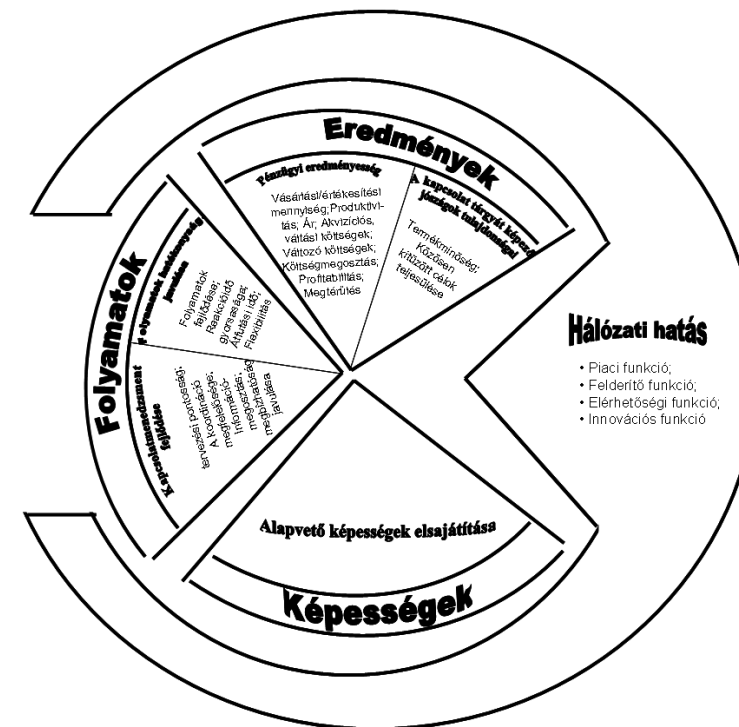 Eredmények
Pénzügyi eredményesség
Vásárlási/értékesítési
mennyiség; Produktivi-
tás; Ár; Akvizíciós,
váltási költségek;
Változó költségek;
Költségmegosztás;
Profitabilitás;
Megtérülés
A kapcsolat tárgyát képező
jószágok tulajdonságai
Termékminőség;
Közösen
kitűzött célok
teljesülése
Folyamatok
Folyamatok hatékonyság
javulása
Folyamatok
fejlődése;
Reakcióidő
gyorsasága;
Átfutási idő;
Flexibilitás
Kapcsolatmenedzsment
fejlődése
tervezési pontosság;
A koordináció
megfelelősége;
Információ-
megosztás;
megbízhatóság
javulása
Hálózati hatás
• Piaci funkció;
• Felderítő funkció;
• Elérhetőségi funkció;
• Innovációs funkció
Alapvető képességek elsajátítása
Képességek